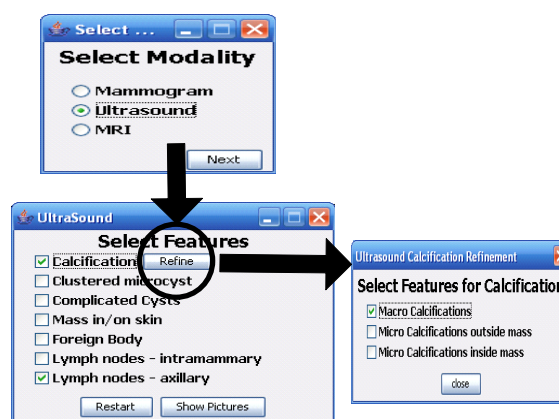 Select ...
Select Modality
Mammogram
Ultrasound
MRI
Next
UltraSound
Select Features
Calcification Refine
Clustered microcyst
Complicated Cysts
Mass in/on skin
Foreign Body
Lymph nodes - intramammary
Lymph nodes - axillary
Restart Show Pictures
Ultrasound Calcification Refinement
Select Features for Calcification
Macro Calcifications
Micro Calcifications outside mass
Micro Calcifications inside mass
close